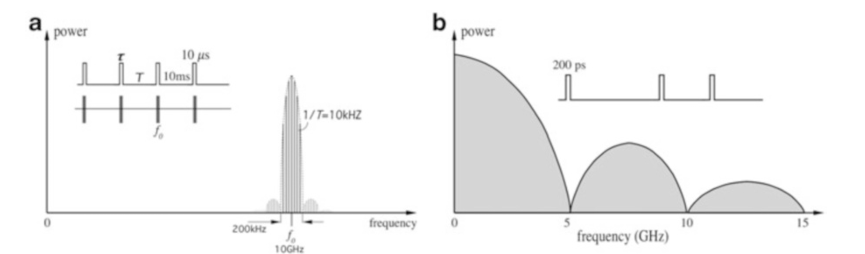 a
power
τ
10 μs
T
10ms
f₀
1/T=10kHZ
200kHz
f₀
10GHz
0
frequency
b
power
200 ps
0
5
10
15
frequency (GHz)